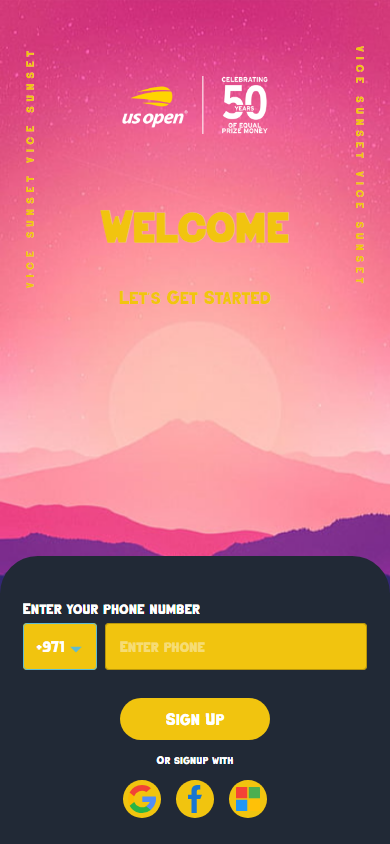 VICE SUNSET VICE SUNSET
VICE SUNSET VICE SUNSET
us open
CELEBRATING
50
YEARS
OF EQUAL
PRIZE MONEY
WELCOME
LET'S GET STARTED
ENTER YOUR PHONE NUMBER
+971
ENTER PHONE
SIGN UP
OR SIGNUP WITH